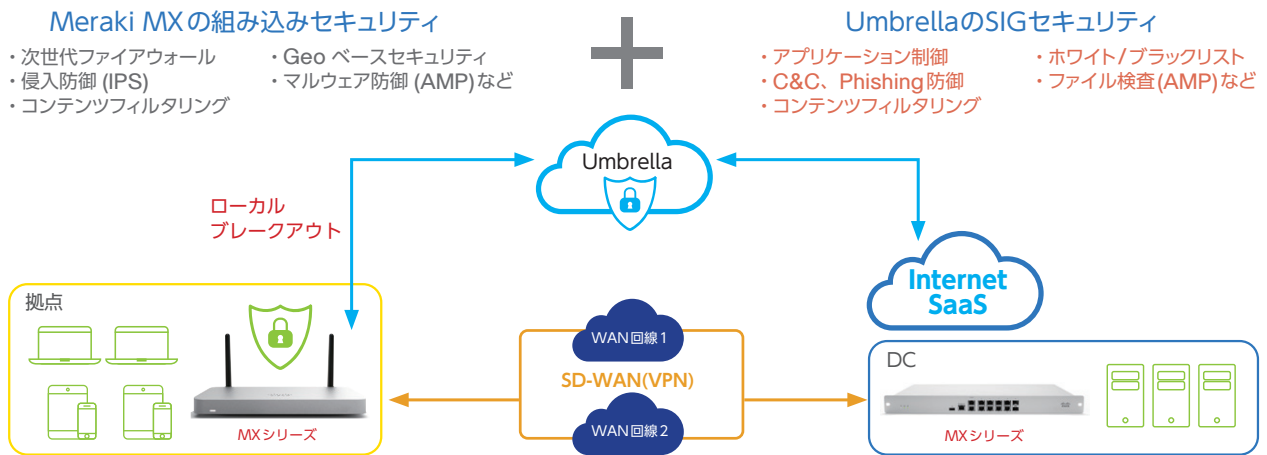 Meraki MXの組み込みセキュリティ
・次世代ファイアウォール
・侵入防御 (IPS)
・コンテンツフィルタリング
・Geo ベースセキュリティ
・マルウェア防御 (AMP)など
UmbrellaのSIGセキュリティ
・アプリケーション制御
・C&C、Phishing防御
・コンテンツフィルタリング
・ホワイト/ブラックリスト
・ファイル検査(AMP)など
Umbrella
ローカル
ブレークアウト
Internet
SaaS
拠点
MXシリーズ
WAN回線1
SD-WAN(VPN)
WAN回線2
DC
MXシリーズ